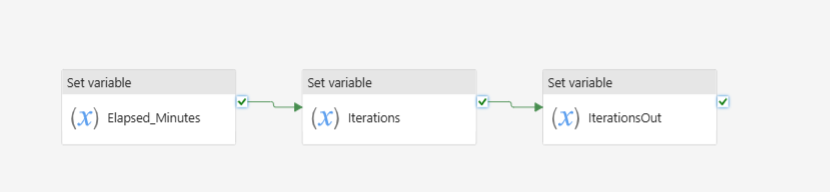 Set variable
(x) Elapsed_Minutes
Set variable
(x) Iterations
Set variable
(x) IterationsOut